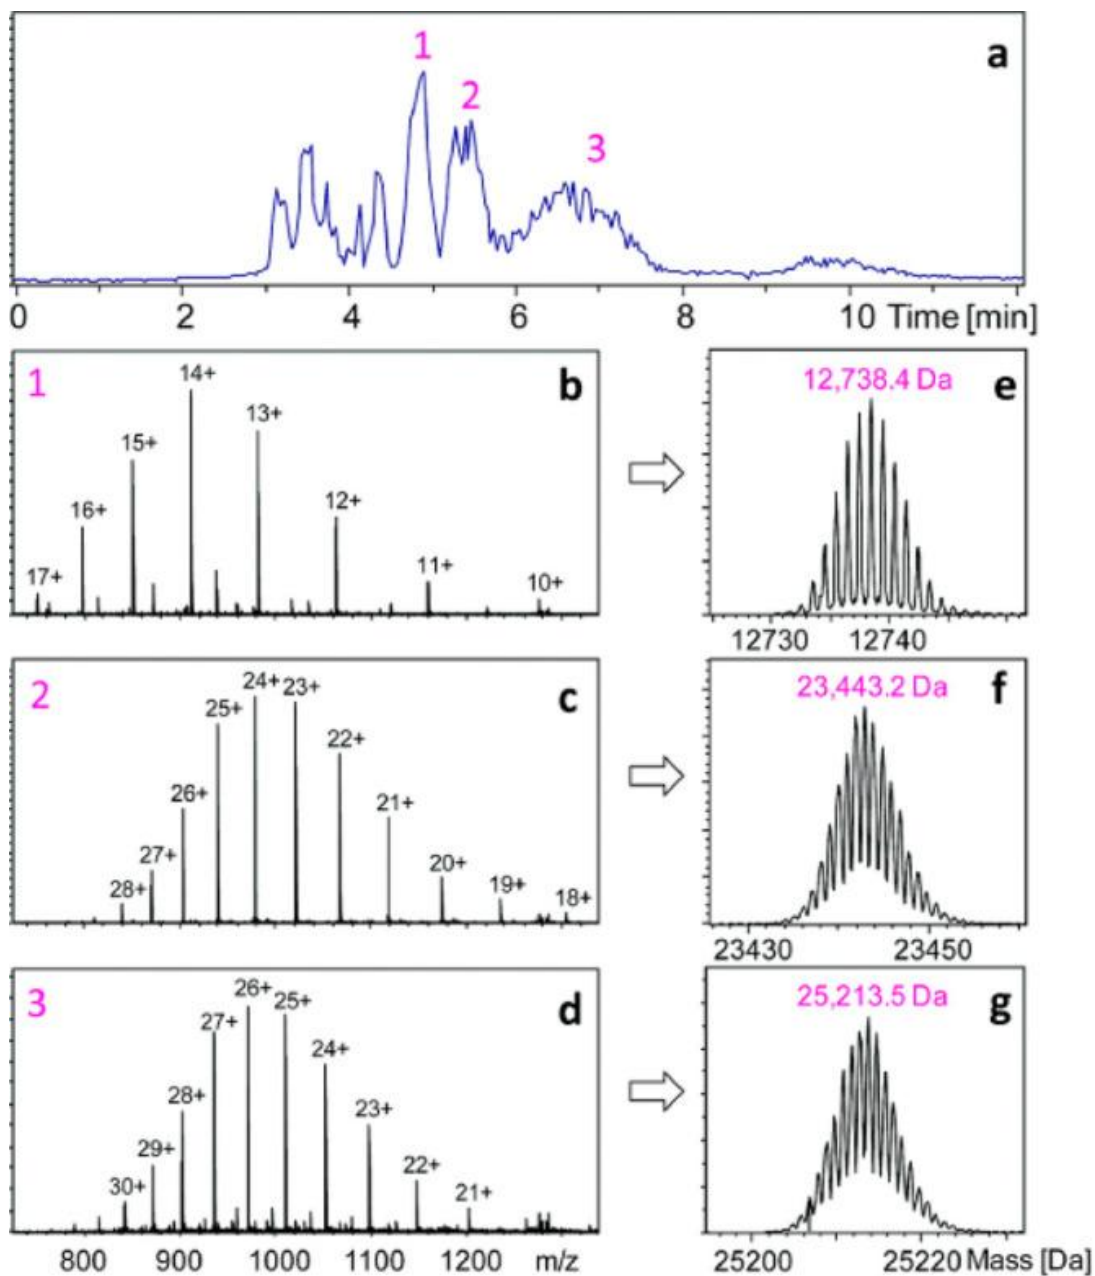 a
1
2
3
0 2 4 6 8 10 Time [min]
1
b
17+ 16+ 15+ 14+ 13+ 12+ 11+ 10+
e
12,738.4 Da
12730 12740
2
c
28+ 27+ 26+ 25+ 24+ 23+ 22+ 21+ 20+ 19+ 18+
f
23,443.2 Da
23430 23450
3
d
30+ 29+ 28+ 27+ 26+ 25+ 24+ 23+ 22+ 21+
800 900 1000 1100 1200 m/z
g
25,213.5 Da
25200 25220 Mass [Da]